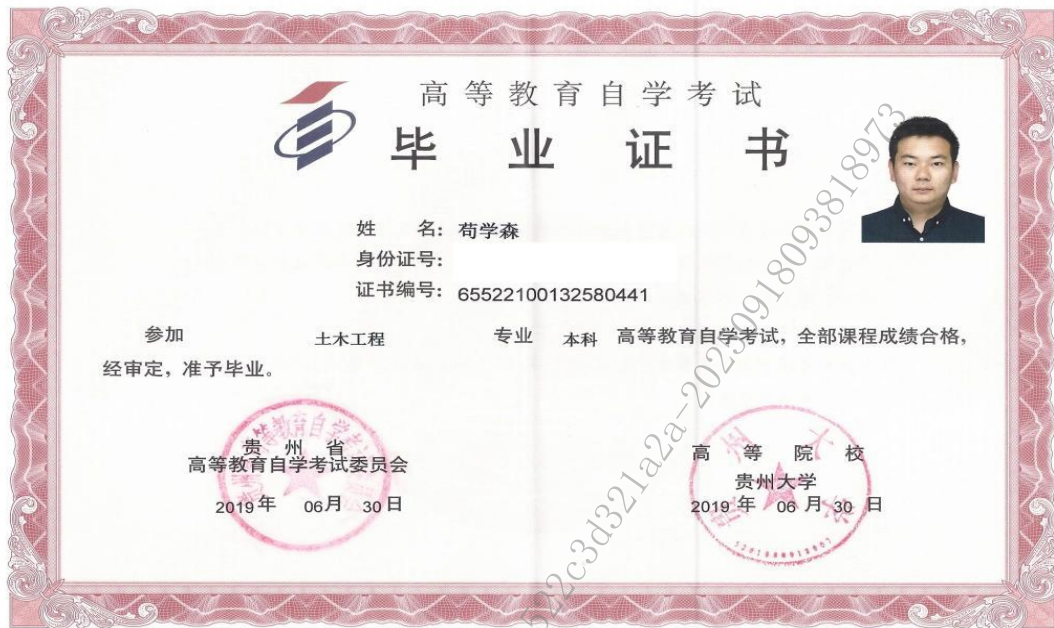 高等教育自学考试
毕业证书
姓 名：苟学森
身份证号：
证书编号：65522100132580441
参加 土木工程 专业 本科 高等教育自学考试，全部课程成绩合格，
经审定，准予毕业。
贵州省
高等教育自学考试委员会
2019年 06月 30日
高等院校
贵州大学
2019年 06月 30日